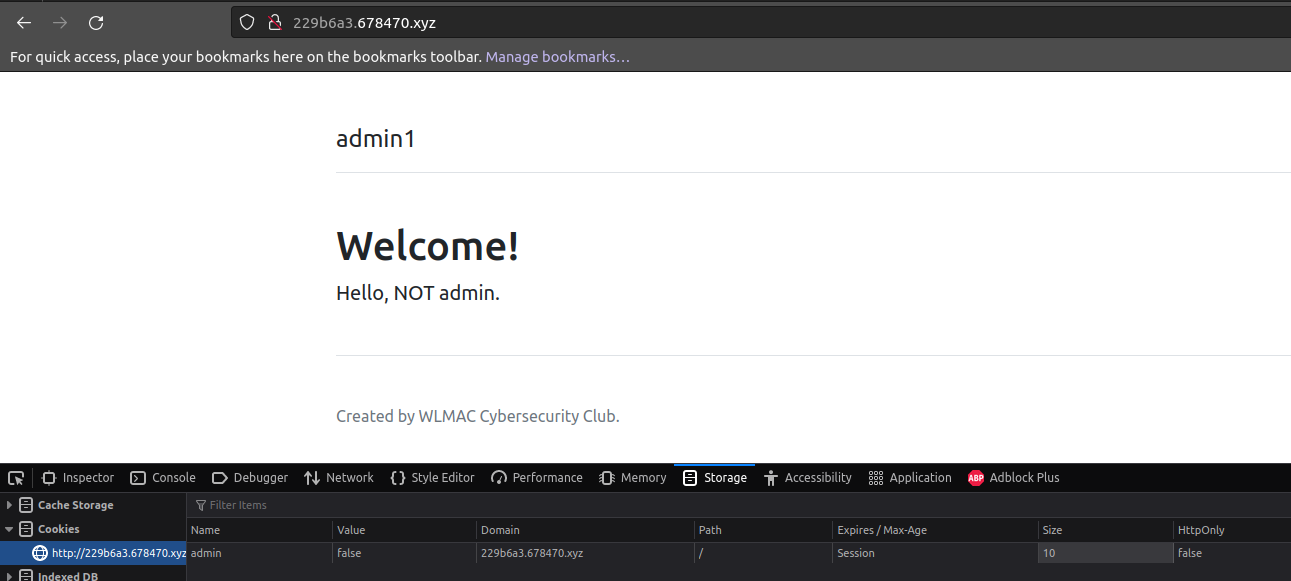 229b6a3.678470.xyz
For quick access, place your bookmarks here on the bookmarks toolbar. Manage bookmarks…
admin1
Welcome!
Hello, NOT admin.
Created by WLMAC Cybersecurity Club.
Inspector Console Debugger Network Style Editor Performance Memory Storage Accessibility Application ABP Adblock Plus
Cache Storage Filter Items
Cookies Name Value Domain Path Expires / Max-Age Size HttpOnly
http://229b6a3.678470.xyz admin false 229b6a3.678470.xyz / Session 10 false
Indexed DB